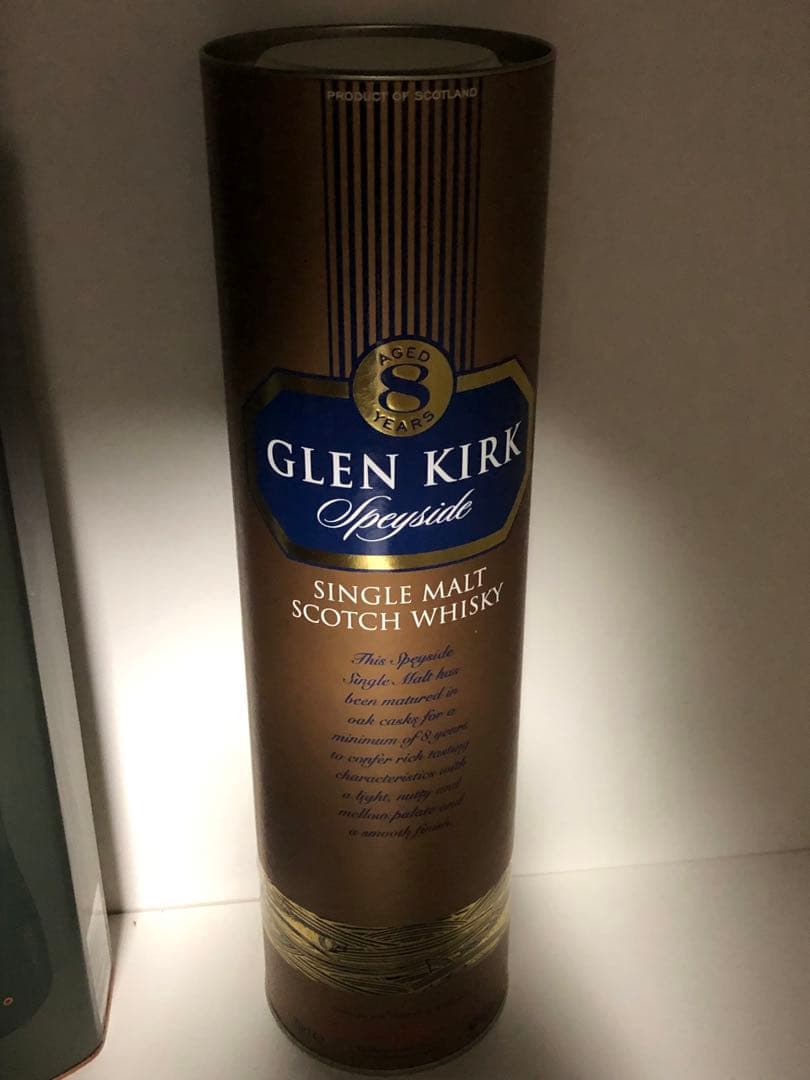 PRODUCT OF SCOTLAND
AGED
8
YEARS
GLEN KIRK
Speyside
SINGLE MALT
SCOTCH WHISKY
This Speyside
Single Malt has
been matured in
oak casks for a
minimum of 8 years
to confer rich tasting
characteristics with
a light, nutty and
mellow palate and
a smooth finish.